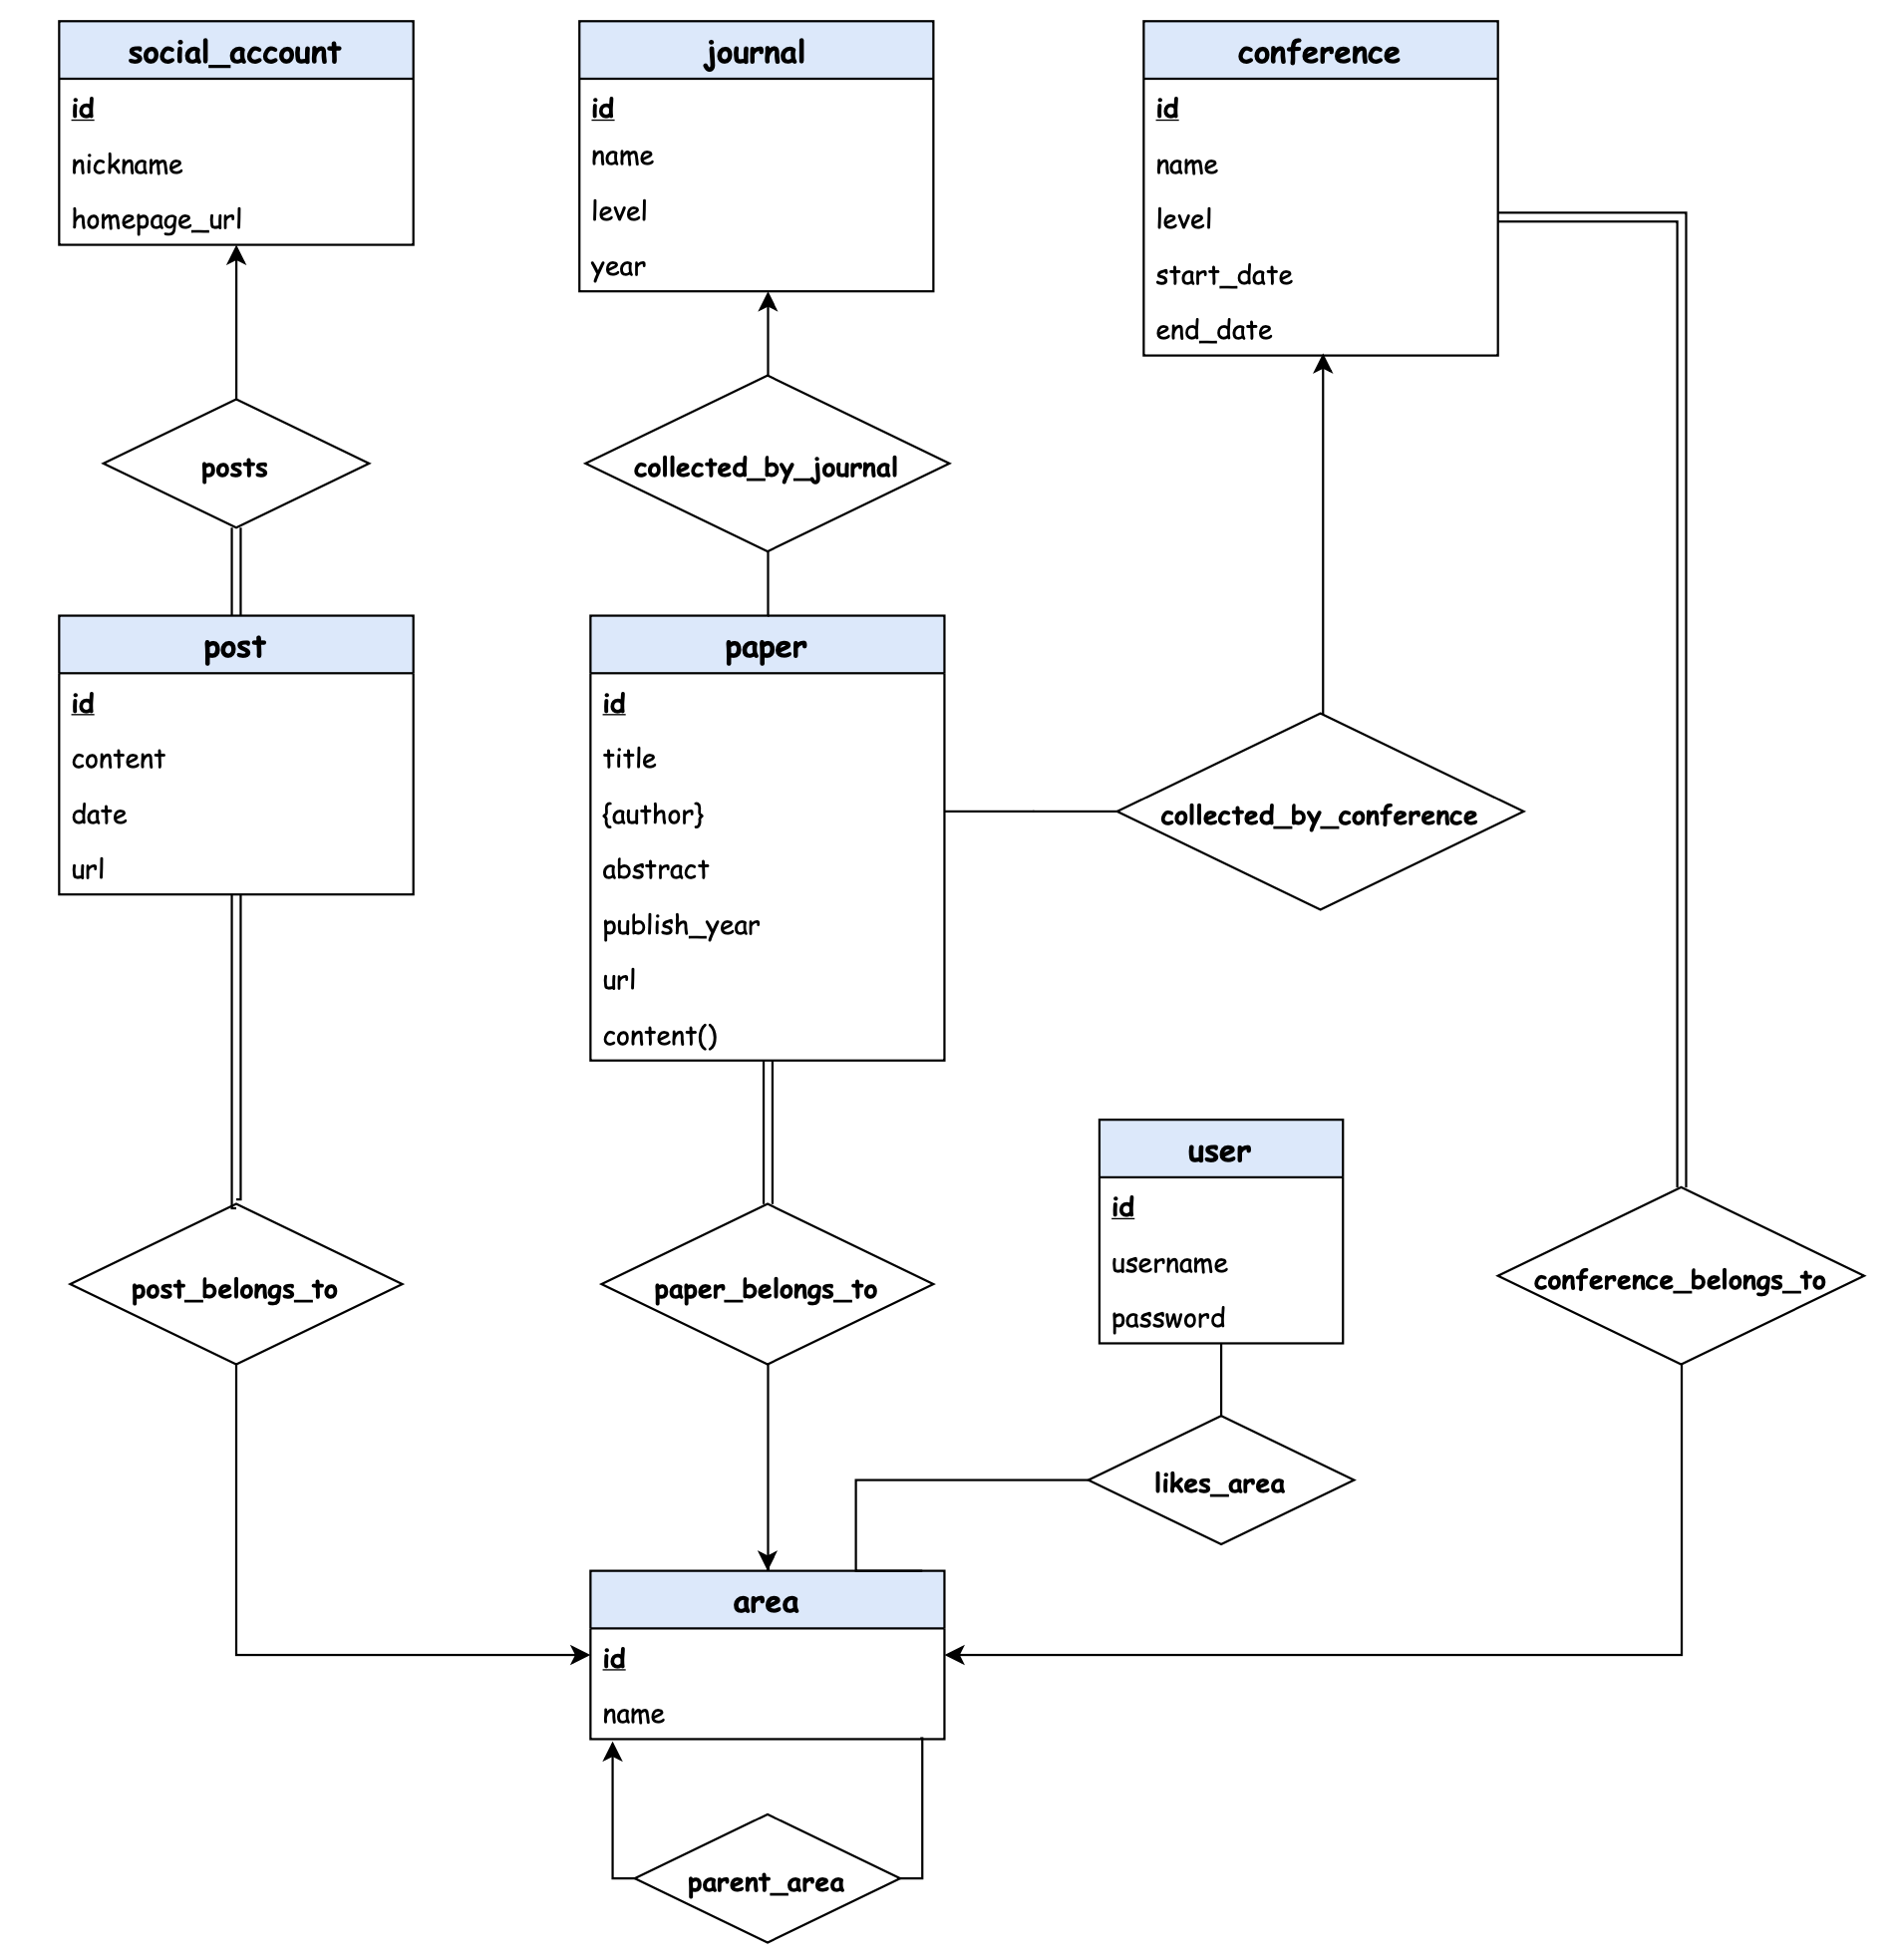 social_account
id
nickname
homepage_url
journal
id
name
level
year
conference
id
name
level
start_date
end_date
posts
collected_by_journal
post
id
content
date
url
paper
id
title
{author}
abstract
publish_year
url
content()
collected_by_conference
user
id
username
password
post_belongs_to
paper_belongs_to
conference_belongs_to
likes_area
area
id
name
parent_area